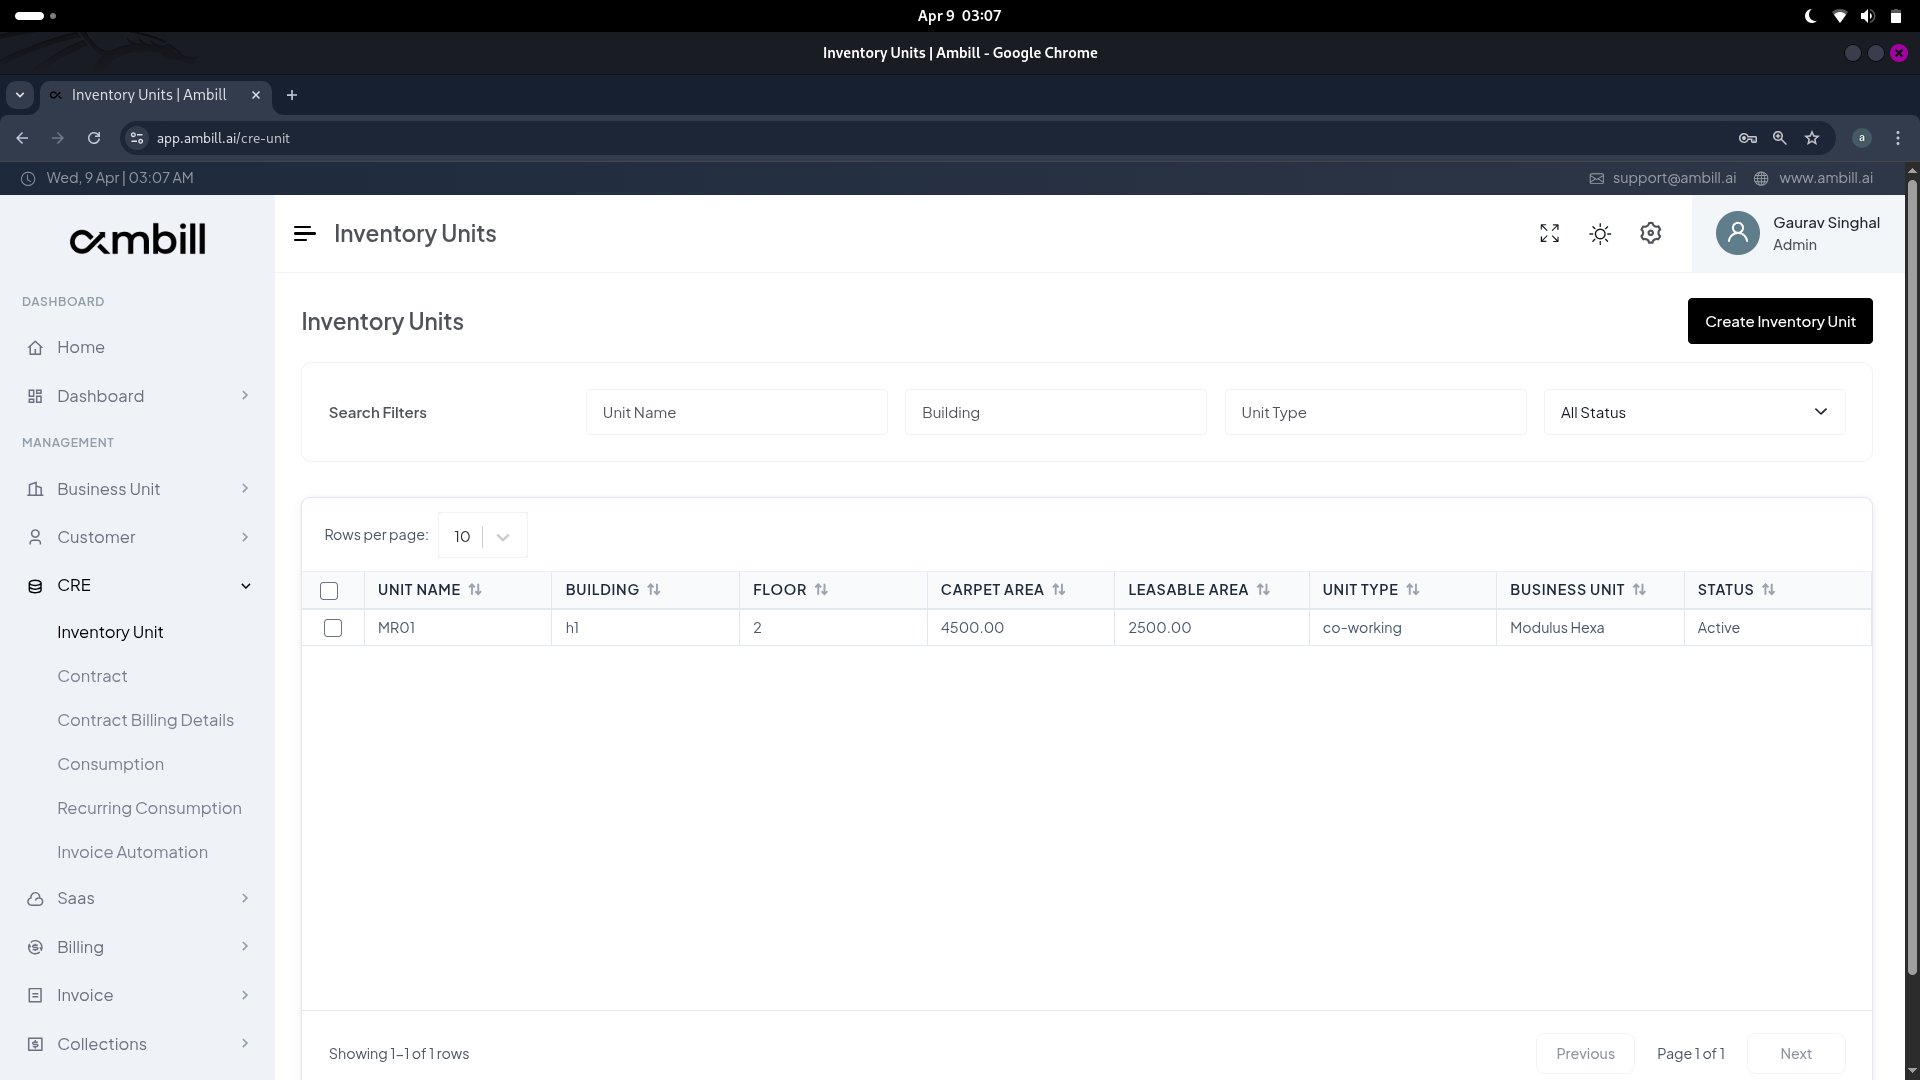 Apr 9 03:07
Inventory Units | Ambill - Google Chrome
Inventory Units | Ambill
app.ambill.ai/cre-unit
a
Wed, 9 Apr | 03:07 AM
support@ambill.ai
www.ambill.ai
ambill
Inventory Units
Gaurav Singhal
Admin
DASHBOARD
Home
Dashboard
MANAGEMENT
Business Unit
Customer
CRE
Inventory Unit
Contract
Contract Billing Details
Consumption
Recurring Consumption
Invoice Automation
Saas
Billing
Invoice
Collections
Inventory Units
Create Inventory Unit
Search Filters
Unit Name
Building
Unit Type
All Status
Rows per page: 10
UNIT NAME BUILDING FLOOR CARPET AREA LEASABLE AREA UNIT TYPE BUSINESS UNIT STATUS
MR01 h1 2 4500.00 2500.00 co-working Modulus Hexa Active
Showing 1–1 of 1 rows
Previous
Page 1 of 1
Next